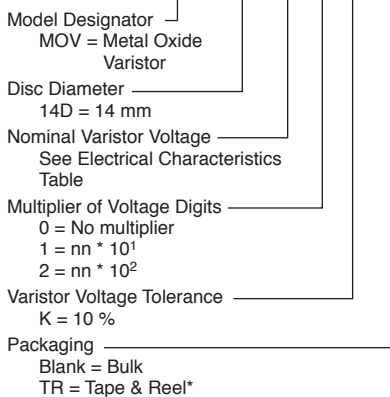 Model Designator
MOV = Metal Oxide
Varistor
Disc Diameter
14D = 14 mm
Nominal Varistor Voltage
See Electrical Characteristics
Table
Multiplier of Voltage Digits
0 = No multiplier
1 = nn * 10¹
2 = nn * 10²
Varistor Voltage Tolerance
K = 10 %
Packaging
Blank = Bulk
TR = Tape & Reel*